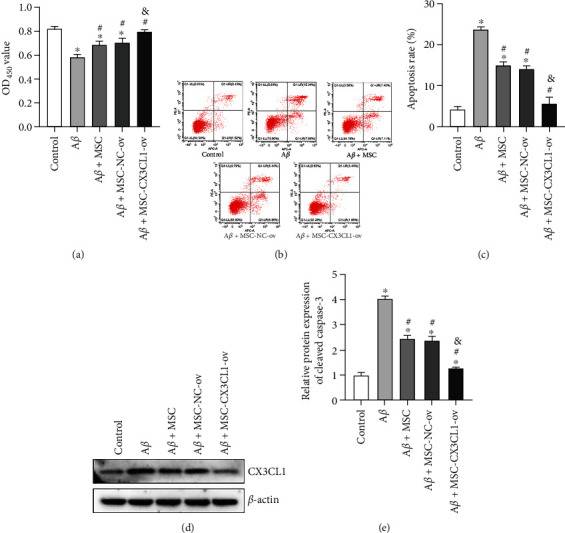 OD450 value
1.0
0.8
0.6
0.4
0.2
0.0
*
#
*
#
*
&
#
Control
Aβ
Aβ + MSC
Aβ + MSC-NC-ov
Aβ + MSC-CX3CL1-ov
(a)
Control
Aβ
Aβ + MSC
Aβ + MSC-NC-ov
Aβ + MSC-CX3CL1-ov
(b)
Apoptosis rate (%)
30
20
10
0
*
#
*
#
*
&
#
Control
Aβ
Aβ + MSC
Aβ + MSC-NC-ov
Aβ + MSC-CX3CL1-ov
(c)
Control
Aβ
Aβ + MSC
Aβ + MSC-NC-ov
Aβ + MSC-CX3CL1-ov
CX3CL1
β-actin
(d)
Relative protein expression
of cleaved caspase-3
5
4
3
2
1
0
*
#
*
#
*
&
#
*
Control
Aβ
Aβ + MSC
Aβ + MSC-NC-ov
Aβ + MSC-CX3CL1-ov
(e)